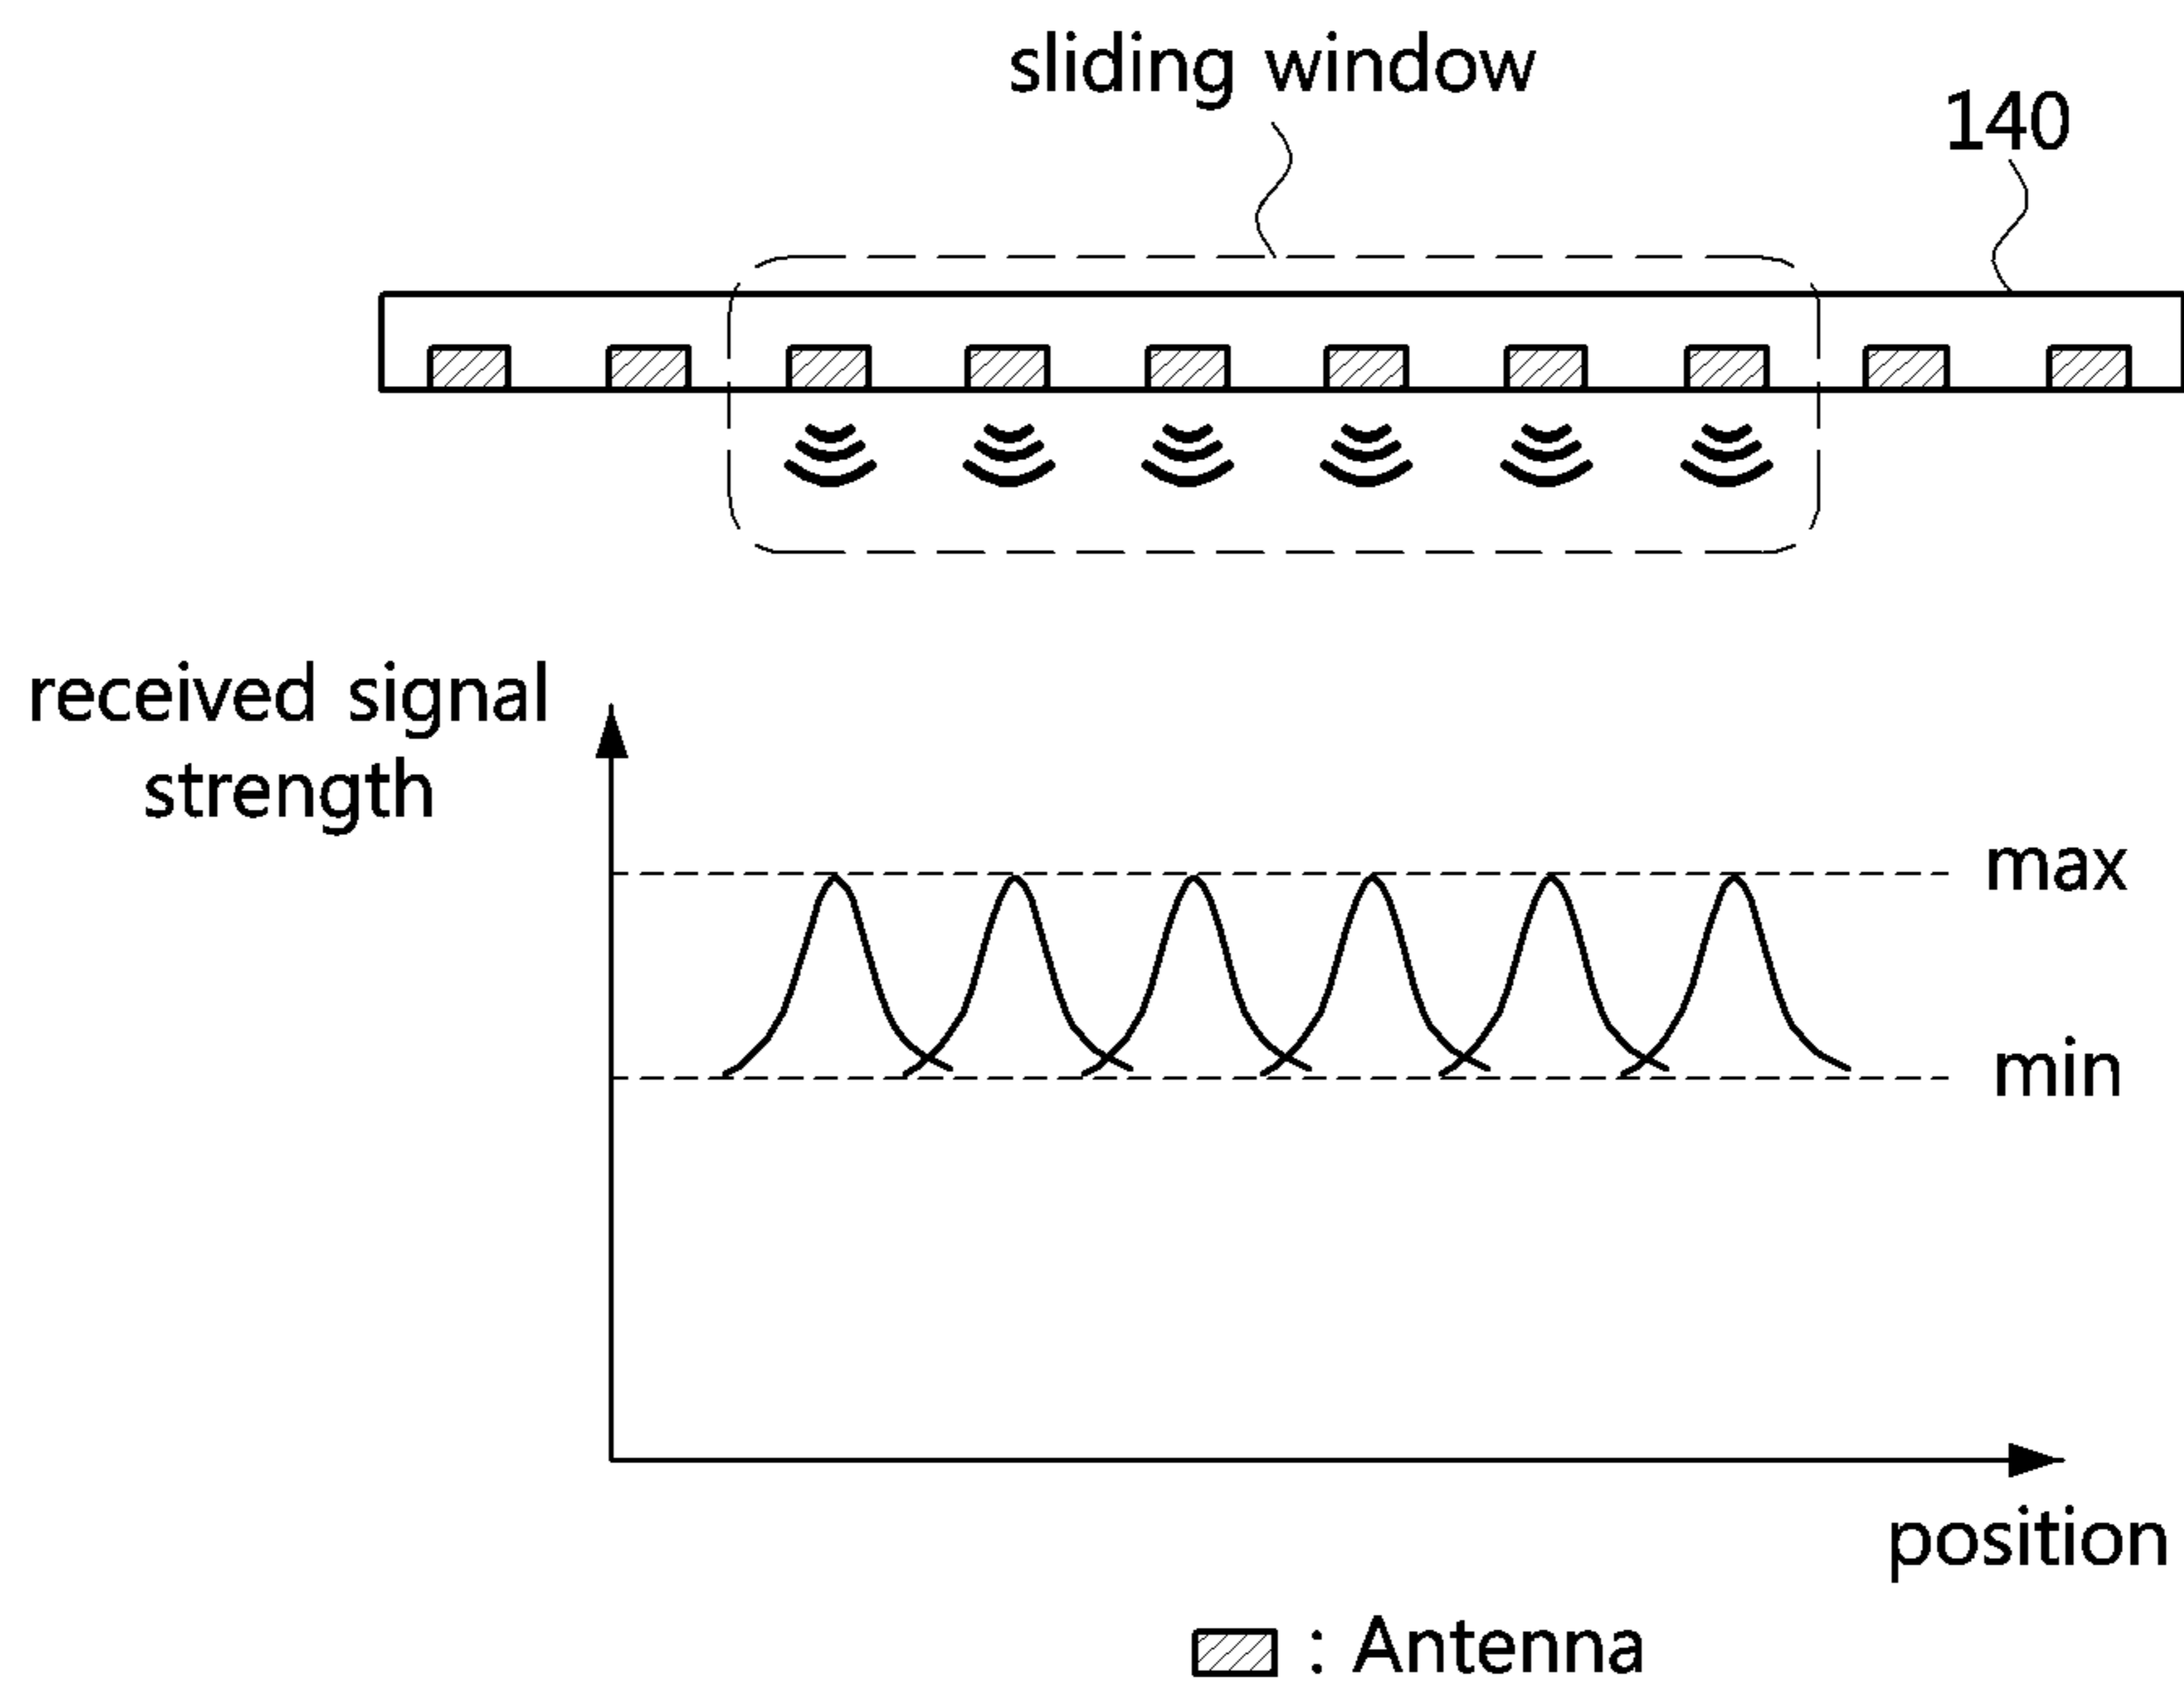 sliding window
140
received signal
strength
max
min
position
: Antenna